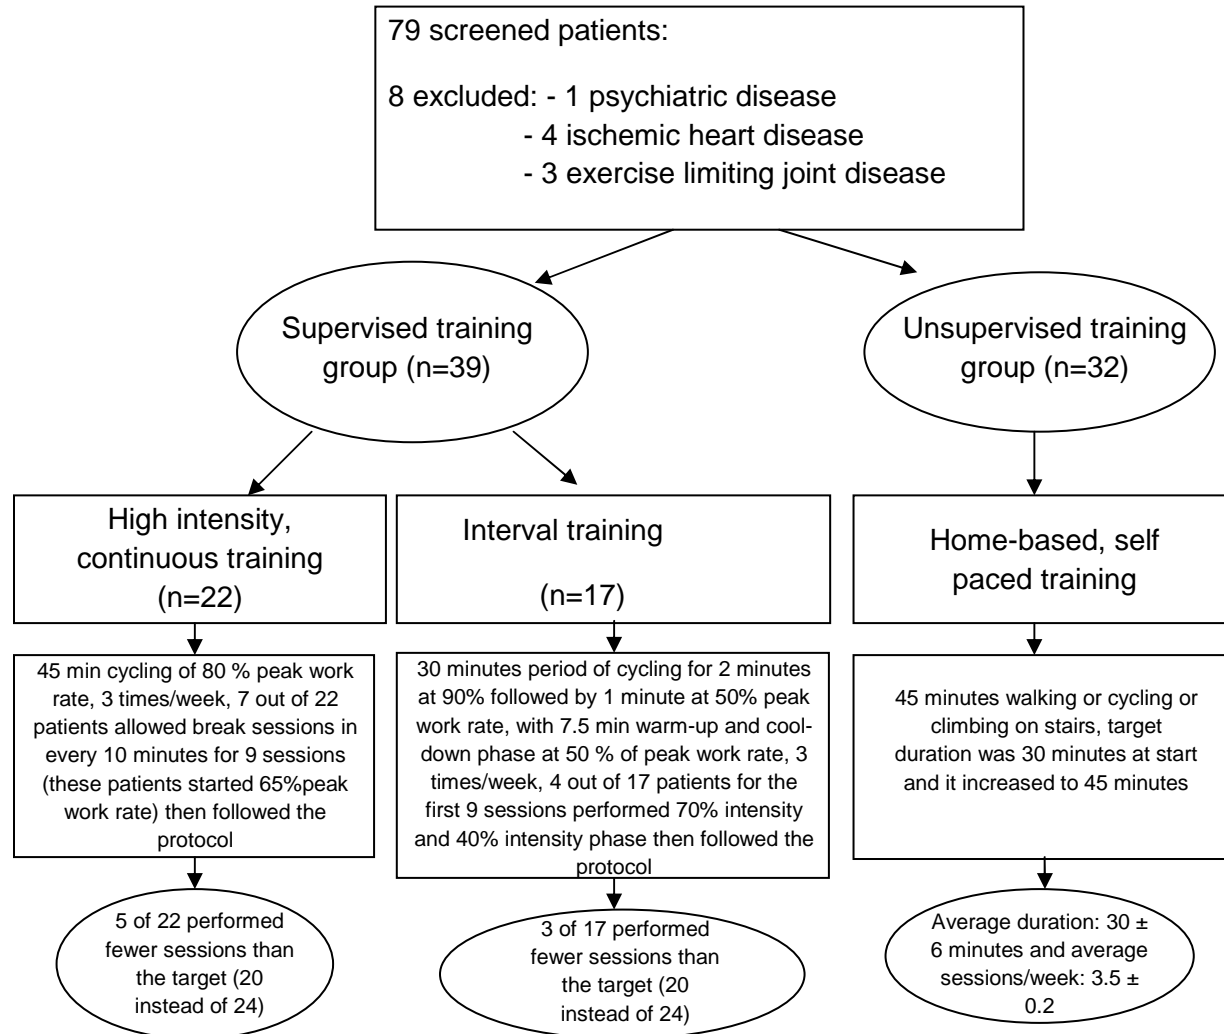 79 screened patients:
8 excluded: - 1 psychiatric disease
- 4 ischemic heart disease
- 3 exercise limiting joint disease
Supervised training
group (n=39)
Unsupervised training
group (n=32)
High intensity,
continuous training
(n=22)
Interval training
(n=17)
Home-based, self
paced training
45 min cycling of 80 % peak work
rate, 3 times/week, 7 out of 22
patients allowed break sessions in
every 10 minutes for 9 sessions
(these patients started 65%peak
work rate) then followed the
protocol
30 minutes period of cycling for 2 minutes
at 90% followed by 1 minute at 50% peak
work rate, with 7.5 min warm-up and cool-
down phase at 50 % of peak work rate, 3
times/week, 4 out of 17 patients for the
first 9 sessions performed 70% intensity
and 40% intensity phase then followed the
protocol
45 minutes walking or cycling or
climbing on stairs, target
duration was 30 minutes at start
and it increased to 45 minutes
5 of 22 performed
fewer sessions than
the target (20
instead of 24)
3 of 17 performed
fewer sessions than
the target (20
instead of 24)
Average duration: 30 ±
6 minutes and average
sessions/week: 3.5 ±
0.2